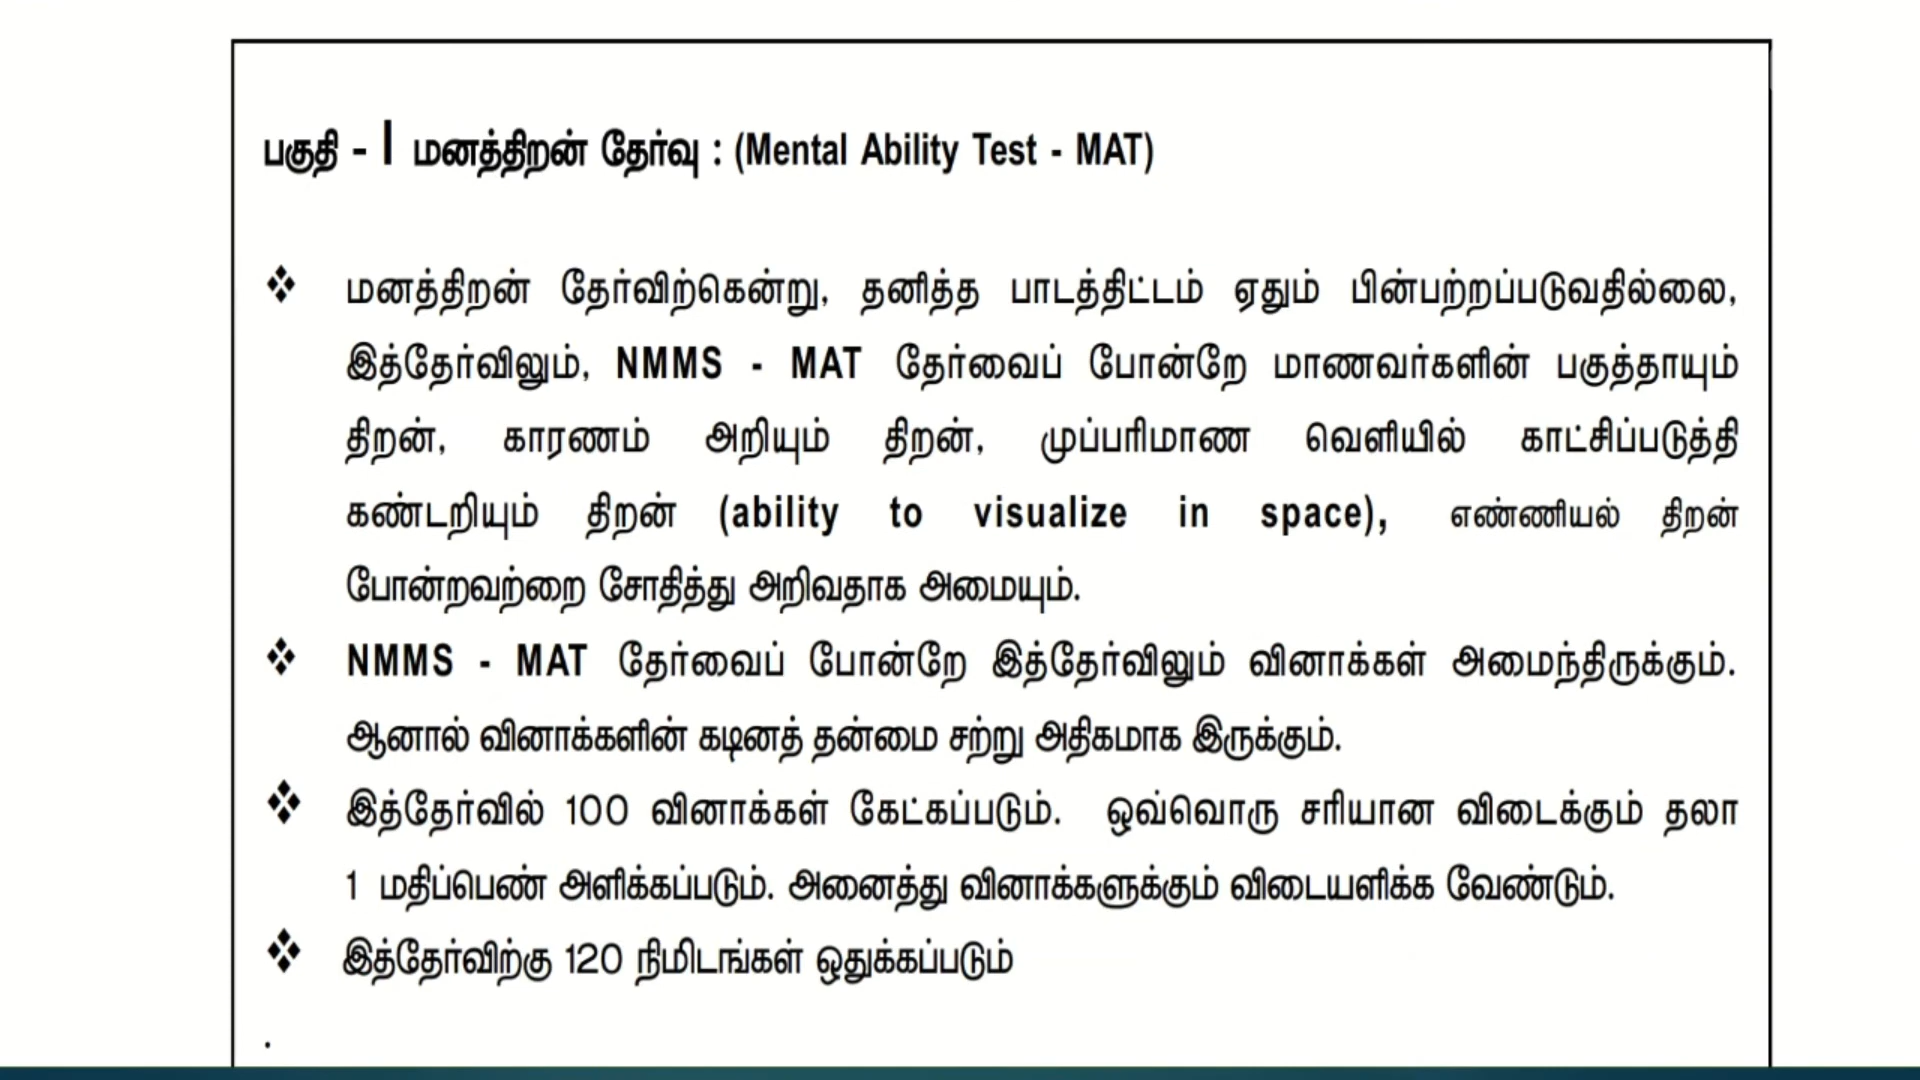 பகுதி - I மனத்திறன் தேர்வு : (Mental Ability Test - MAT)
❖ மனத்திறன் தேர்விற்கென்று, தனித்த பாடத்திட்டம் ஏதும் பின்பற்றப்படுவதில்லை,
இத்தேர்விலும், NMMS - MAT தேர்வைப் போன்றே மாணவர்களின் பகுத்தாயும்
திறன், காரணம் அறியும் திறன், முப்பரிமாண வெளியில் காட்சிப்படுத்தி
கண்டறியும் திறன் (ability to visualize in space), எண்ணியல் திறன்
போன்றவற்றை சோதித்து அறிவதாக அமையும்.
❖ NMMS - MAT தேர்வைப் போன்றே இத்தேர்விலும் வினாக்கள் அமைந்திருக்கும்.
ஆனால் வினாக்களின் கடினத் தன்மை சற்று அதிகமாக இருக்கும்.
❖ இத்தேர்வில் 100 வினாக்கள் கேட்கப்படும். ஒவ்வொரு சரியான விடைக்கும் தலா
1 மதிப்பெண் அளிக்கப்படும். அனைத்து வினாக்களுக்கும் விடையளிக்க வேண்டும்.
❖ இத்தேர்விற்கு 120 நிமிடங்கள் ஒதுக்கப்படும்
.